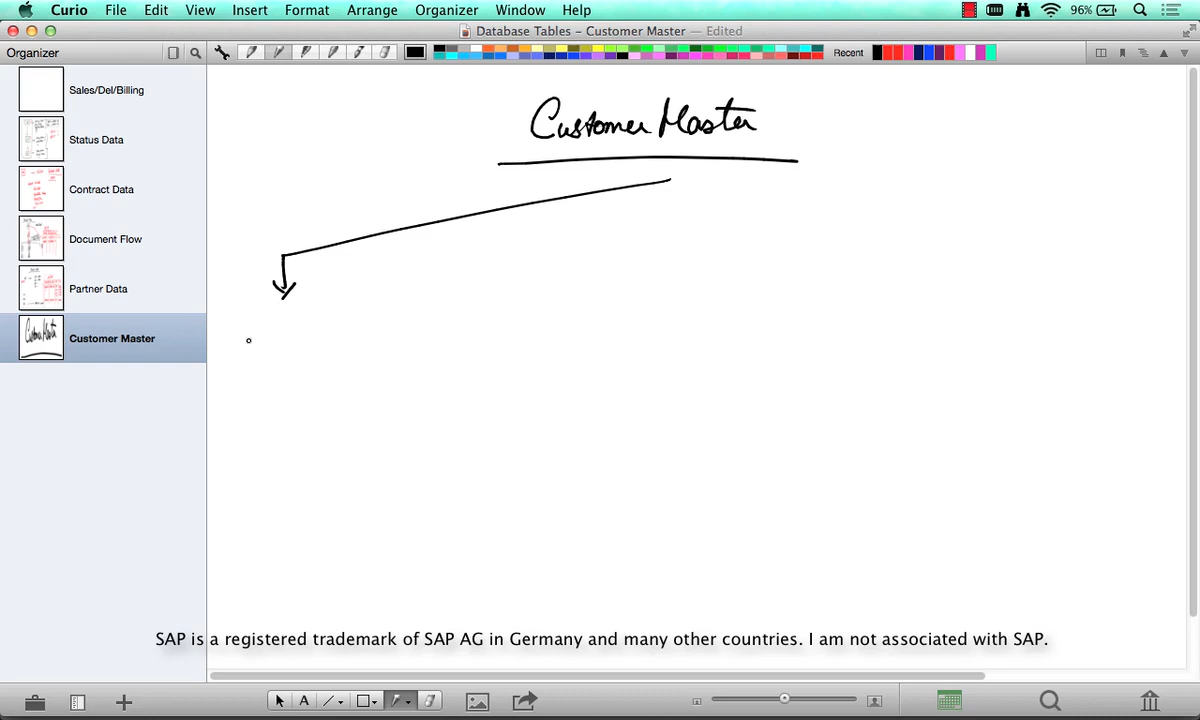 Curio File Edit View Insert Format Arrange Organizer Window Help 96%
Database Tables – Customer Master — Edited
Organizer
Recent
Sales/Del/Billing
Status Data
Contract Data
Document Flow
Partner Data
Customer Master
Customer Master
SAP is a registered trademark of SAP AG in Germany and many other countries. I am not associated with SAP.
A